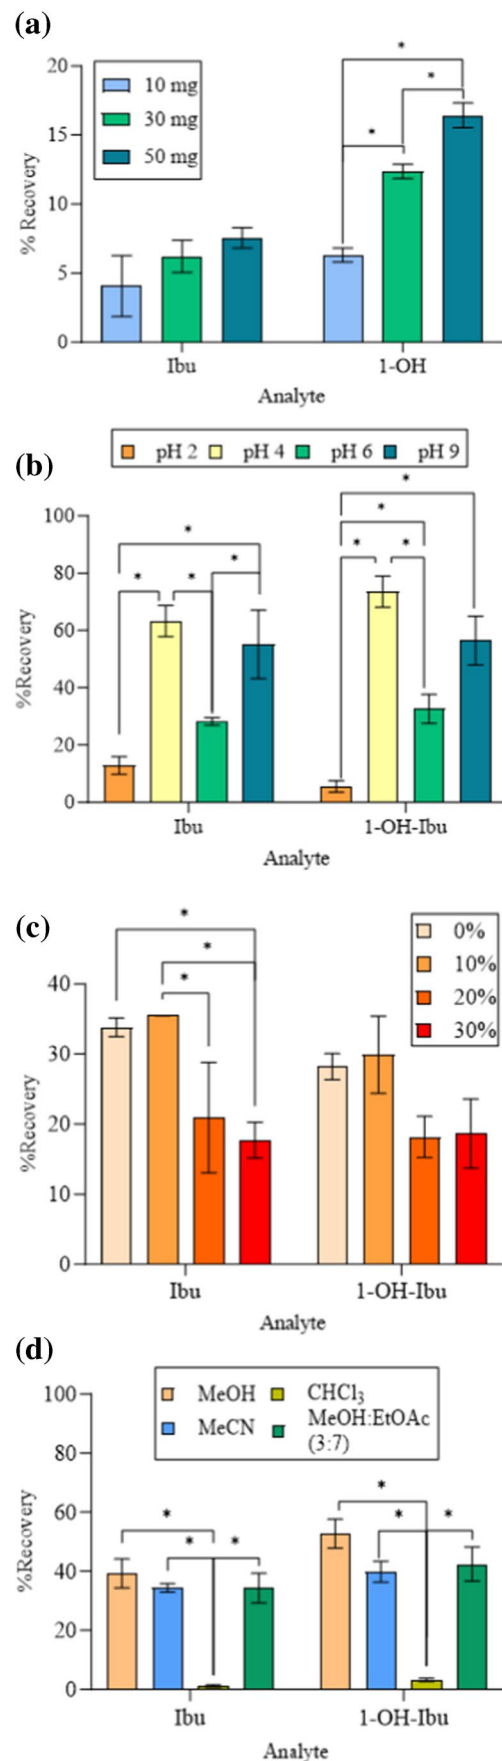 (a)
20
15
10
5
0
% Recovery
10 mg
30 mg
50 mg
*
*
*
Ibu
1-OH
Analyte
(b)
pH 2
pH 4
pH 6
pH 9
100
80
60
40
20
0
%Recovery
*
*
*
*
*
*
*
*
Ibu
1-OH-Ibu
Analyte
(c)
0%
10%
20%
30%
40
30
20
10
0
%Recovery
*
*
*
Ibu
1-OH-Ibu
Analyte
(d)
MeOH
CHCl₃
MeCN
MeOH:EtOAc
(3:7)
100
80
60
40
20
0
%Recovery
*
*
*
*
*
*
Ibu
1-OH-Ibu
Analyte